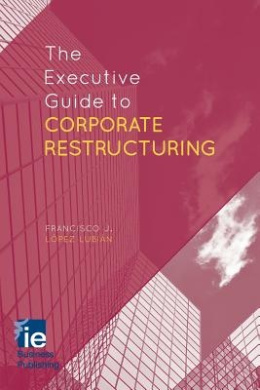 The
Executive
Guide to
CORPORATE
RESTRUCTURING
FRANCISCO J.
LÓPEZ LUBIÁN
ie
Business
Publishing